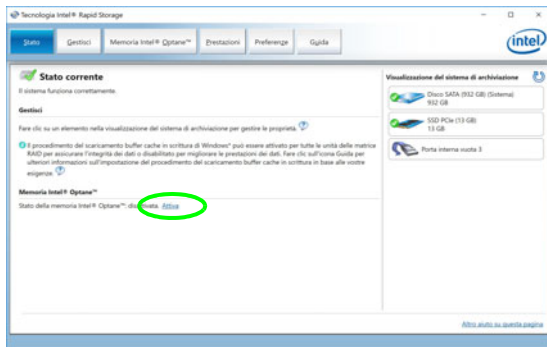 Tecnologia Intel® Rapid Storage
Stato
Gestisci
Memoria Intel® Optane™
Prestazioni
Preferenze
Guida
intel
Stato corrente
Il sistema funziona correttamente.
Gestisci
Fare clic su un elemento nella visualizzazione del sistema di archiviazione per gestire le proprietà.
Il procedimento del scaricamento buffer cache in scrittura di Windows* può essere attivato per tutte le unità delle matrice
RAID per assicurare l'integrità dei dati o disabilitato per migliorare le prestazioni dei dati. Fare clic sull'icona Guida per
ulteriori informazioni sull'impostazione del procedimento del scaricamento buffer cache in scrittura in base alle vostre
esigenze.
Memoria Intel® Optane™
Stato della memoria Intel® Optane™: disattivata Attiva
Visualizzazione del sistema di archiviazione
Disco SATA (932 GB) (Sistema)
932 GB
SSD PCIe (13 GB)
13 GB
Porta interna vuota 3
Altro aiuto su questa pagina